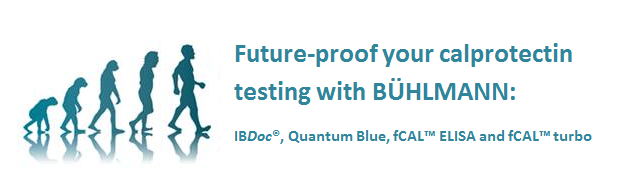 Future-proof your calprotectin
testing with BÜHLMANN:
IBDoc®, Quantum Blue, fCAL™ ELISA and fCAL™ turbo